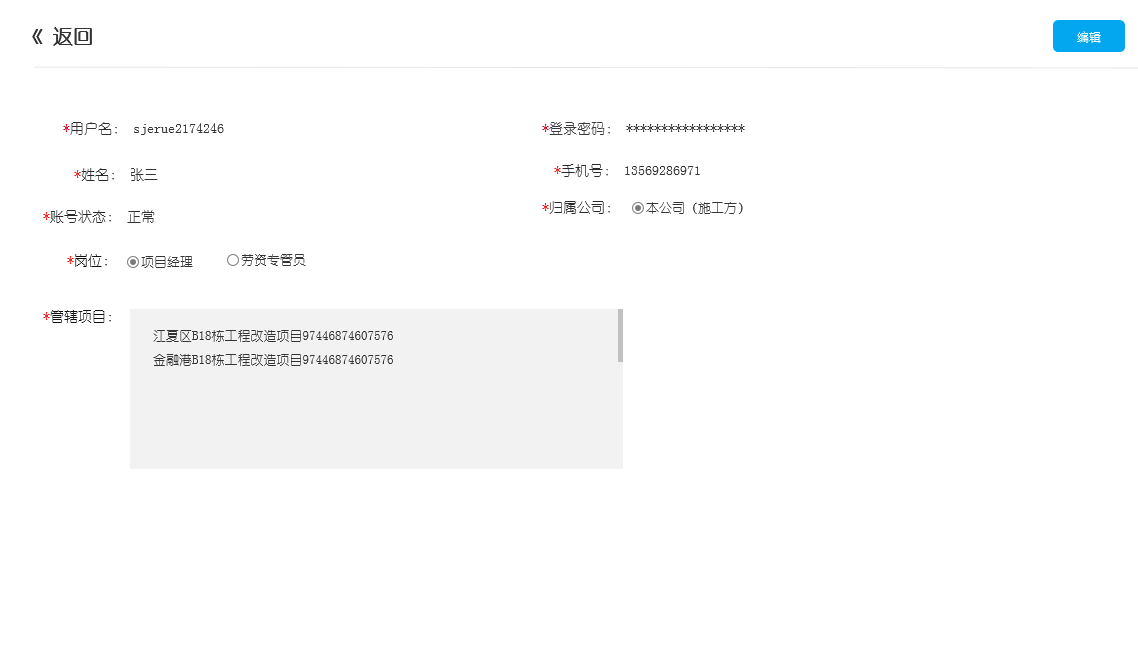 《 返回
编辑
*用户名： sjerue2174246
*登录密码： *****************
*姓名： 张三
*手机号： 13569286971
*账号状态： 正常
*归属公司： 本公司（施工方）
*岗位： 项目经理 劳资专管员
*管辖项目：
江夏区B18栋工程改造项目97446874607576
金融港B18栋工程改造项目97446874607576